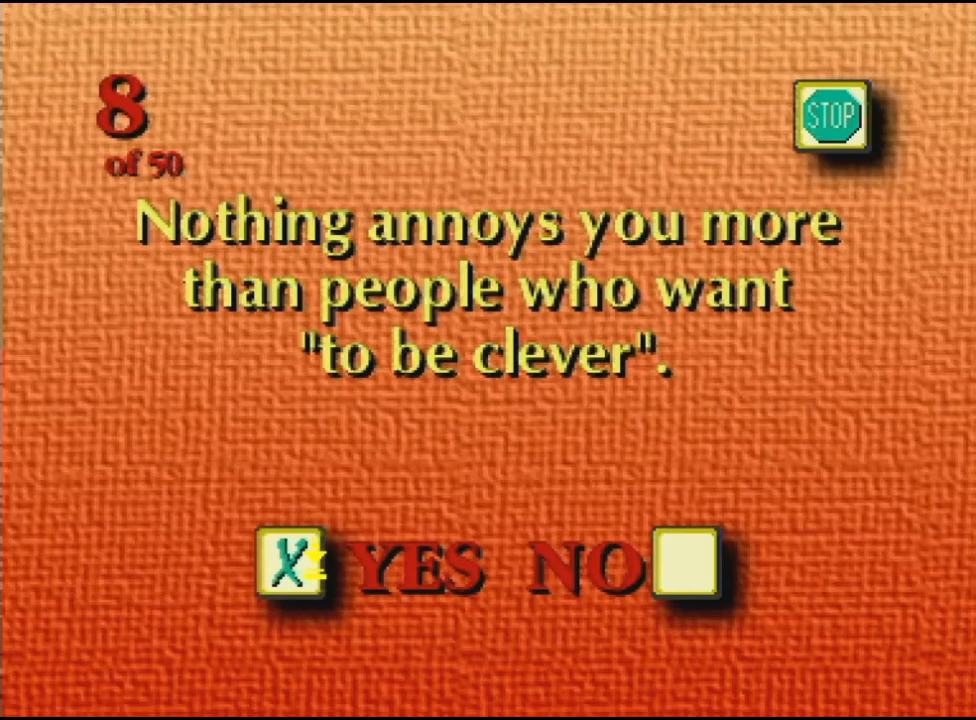 8
of 50
STOP
Nothing annoys you more
than people who want
"to be clever".
X YES NO